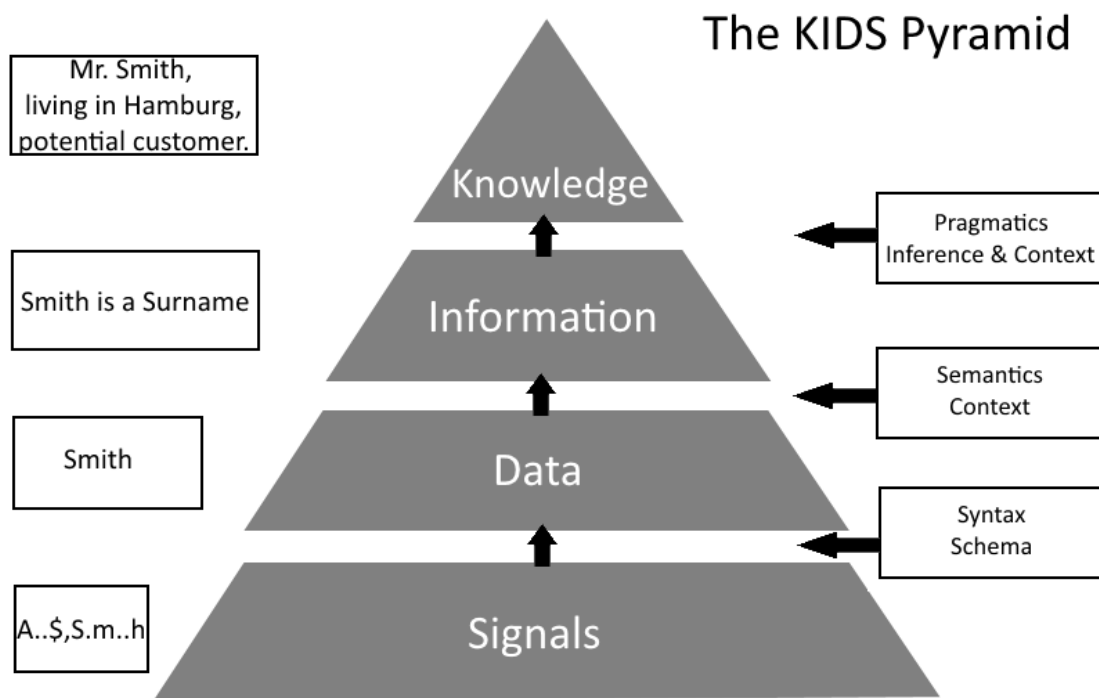 The KIDS Pyramid
Mr. Smith,
living in Hamburg,
potential customer.
Knowledge
Pragmatics
Inference & Context
Smith is a Surname
Information
Semantics
Context
Smith
Data
Syntax
Schema
A..$,S.m..h
Signals